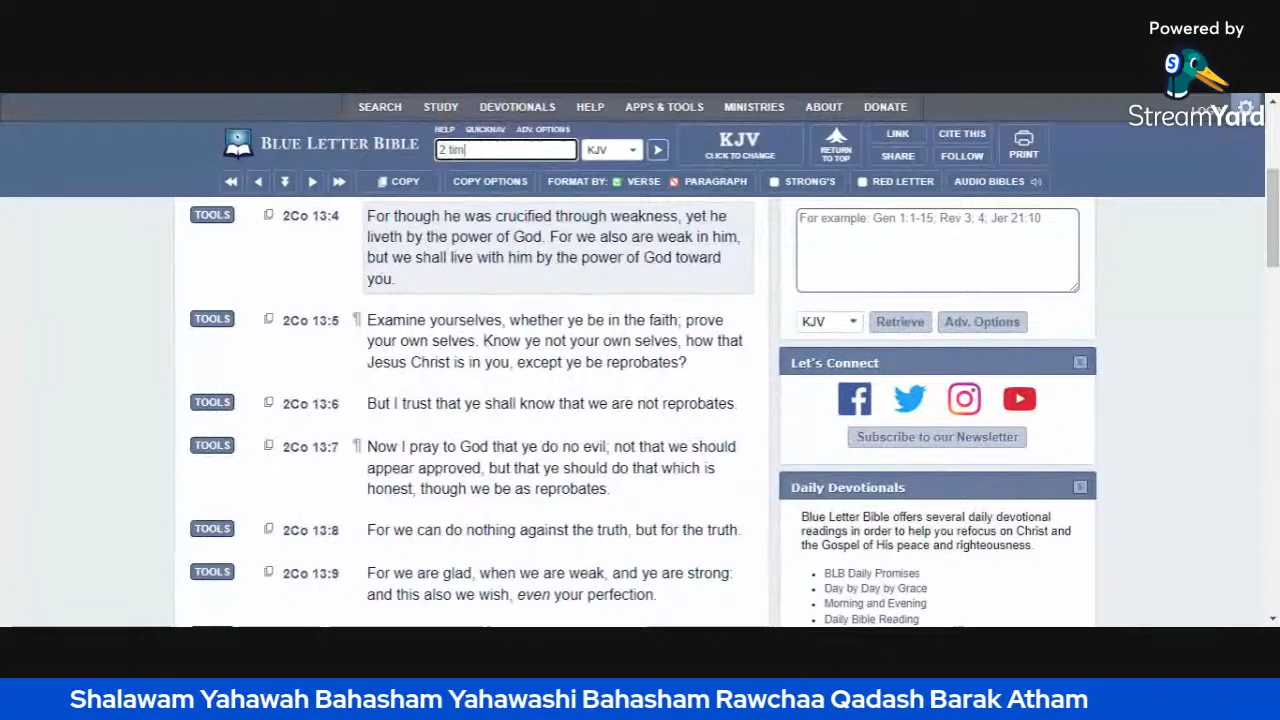 Powered by
StreamYard
SEARCH STUDY DEVOTIONALS HELP APPS & TOOLS MINISTRIES ABOUT DONATE
HELP QUICKNAV ADV. OPTIONS
BLUE LETTER BIBLE
2 tim
KJV
KJV
CLICK TO CHANGE
RETURN
TO TOP
LINK
CITE THIS
SHARE
FOLLOW
PRINT
COPY COPY OPTIONS FORMAT BY: VERSE PARAGRAPH STRONG'S RED LETTER AUDIO BIBLES
TOOLS 2Co 13:4 For though he was crucified through weakness, yet he
liveth by the power of God. For we also are weak in him,
but we shall live with him by the power of God toward
you.
TOOLS 2Co 13:5 ¶ Examine yourselves, whether ye be in the faith; prove
your own selves. Know ye not your own selves, how that
Jesus Christ is in you, except ye be reprobates?
TOOLS 2Co 13:6 But I trust that ye shall know that we are not reprobates.
TOOLS 2Co 13:7 ¶ Now I pray to God that ye do no evil; not that we should
appear approved, but that ye should do that which is
honest, though we be as reprobates.
TOOLS 2Co 13:8 For we can do nothing against the truth, but for the truth.
TOOLS 2Co 13:9 For we are glad, when we are weak, and ye are strong:
and this also we wish, even your perfection.
For example: Gen 1:1-15; Rev 3, 4; Jer 21:10
KJV Retrieve Adv. Options
Let's Connect
Subscribe to our Newsletter
Daily Devotionals
Blue Letter Bible offers several daily devotional
readings in order to help you refocus on Christ and
the Gospel of His peace and righteousness.
BLB Daily Promises
Day by Day by Grace
Morning and Evening
Daily Bible Reading
Shalawam Yahawah Bahasham Yahawashi Bahasham Rawchaa Qadash Barak Atham